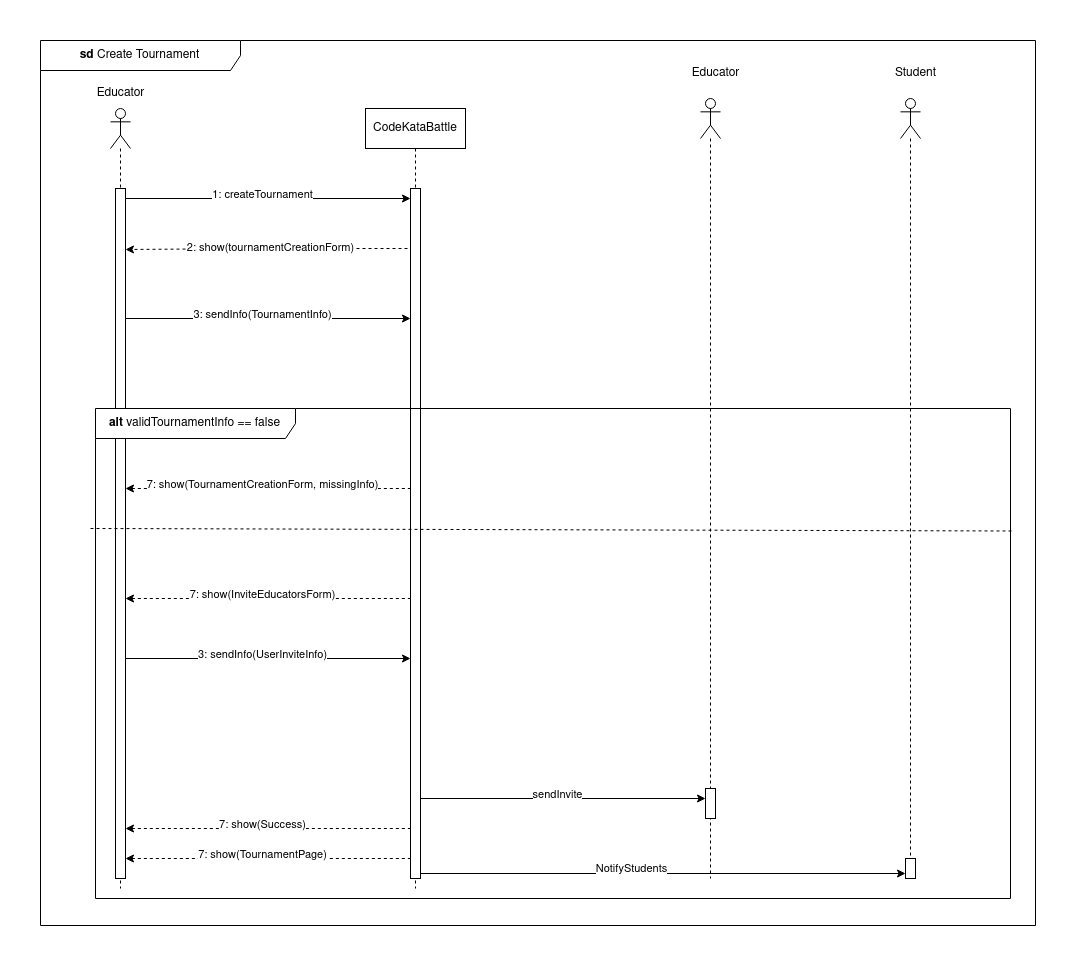 sd Create Tournament
Educator
Student
Educator
CodeKataBattle
1: createTournament
2: show(tournamentCreationForm)
3: sendInfo(TournamentInfo)
alt validTournamentInfo == false
7: show(TournamentCreationForm, missingInfo)
7: show(InviteEducatorsForm)
3: sendInfo(UserInviteInfo)
sendInvite
7: show(Success)
7: show(TournamentPage)
NotifyStudents